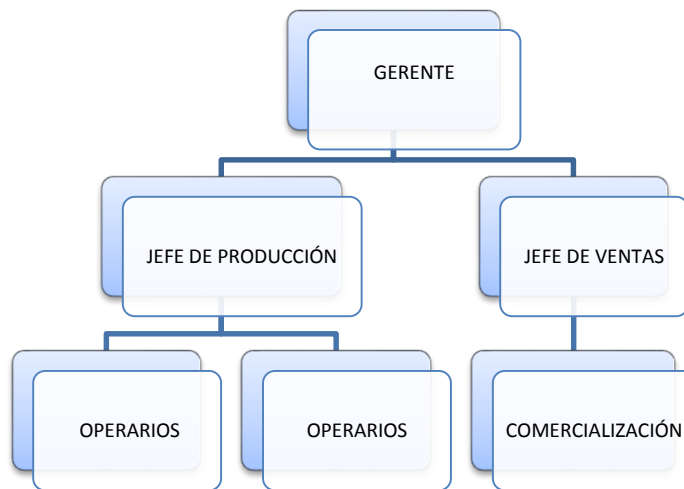 GERENTE
JEFE DE PRODUCCIÓN
JEFE DE VENTAS
OPERARIOS
OPERARIOS
COMERCIALIZACIÓN